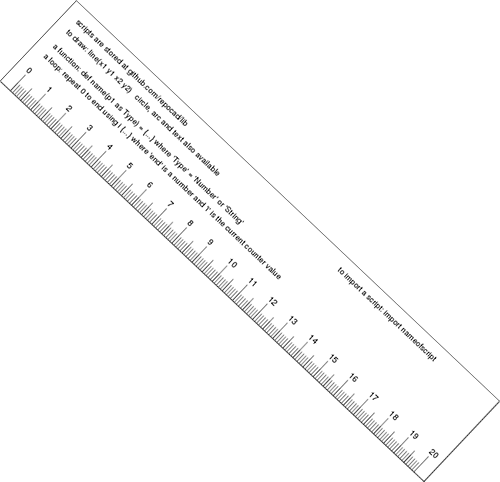 scripts are stored at github.com/repocad/lib
to draw: line(x1 y1 x2 y2) circle, arc and text also available
a function: def name(p1 as Type) = {...} where 'Type' = 'Number' or 'String'
a loop: repeat 0 to end using i {...} where 'end' is a number and 'i' is the current counter value
to import a script: import nameofscript
0 1 2 3 4 5 6 7 8 9 10 11 12 13 14 15 16 17 18 19 20